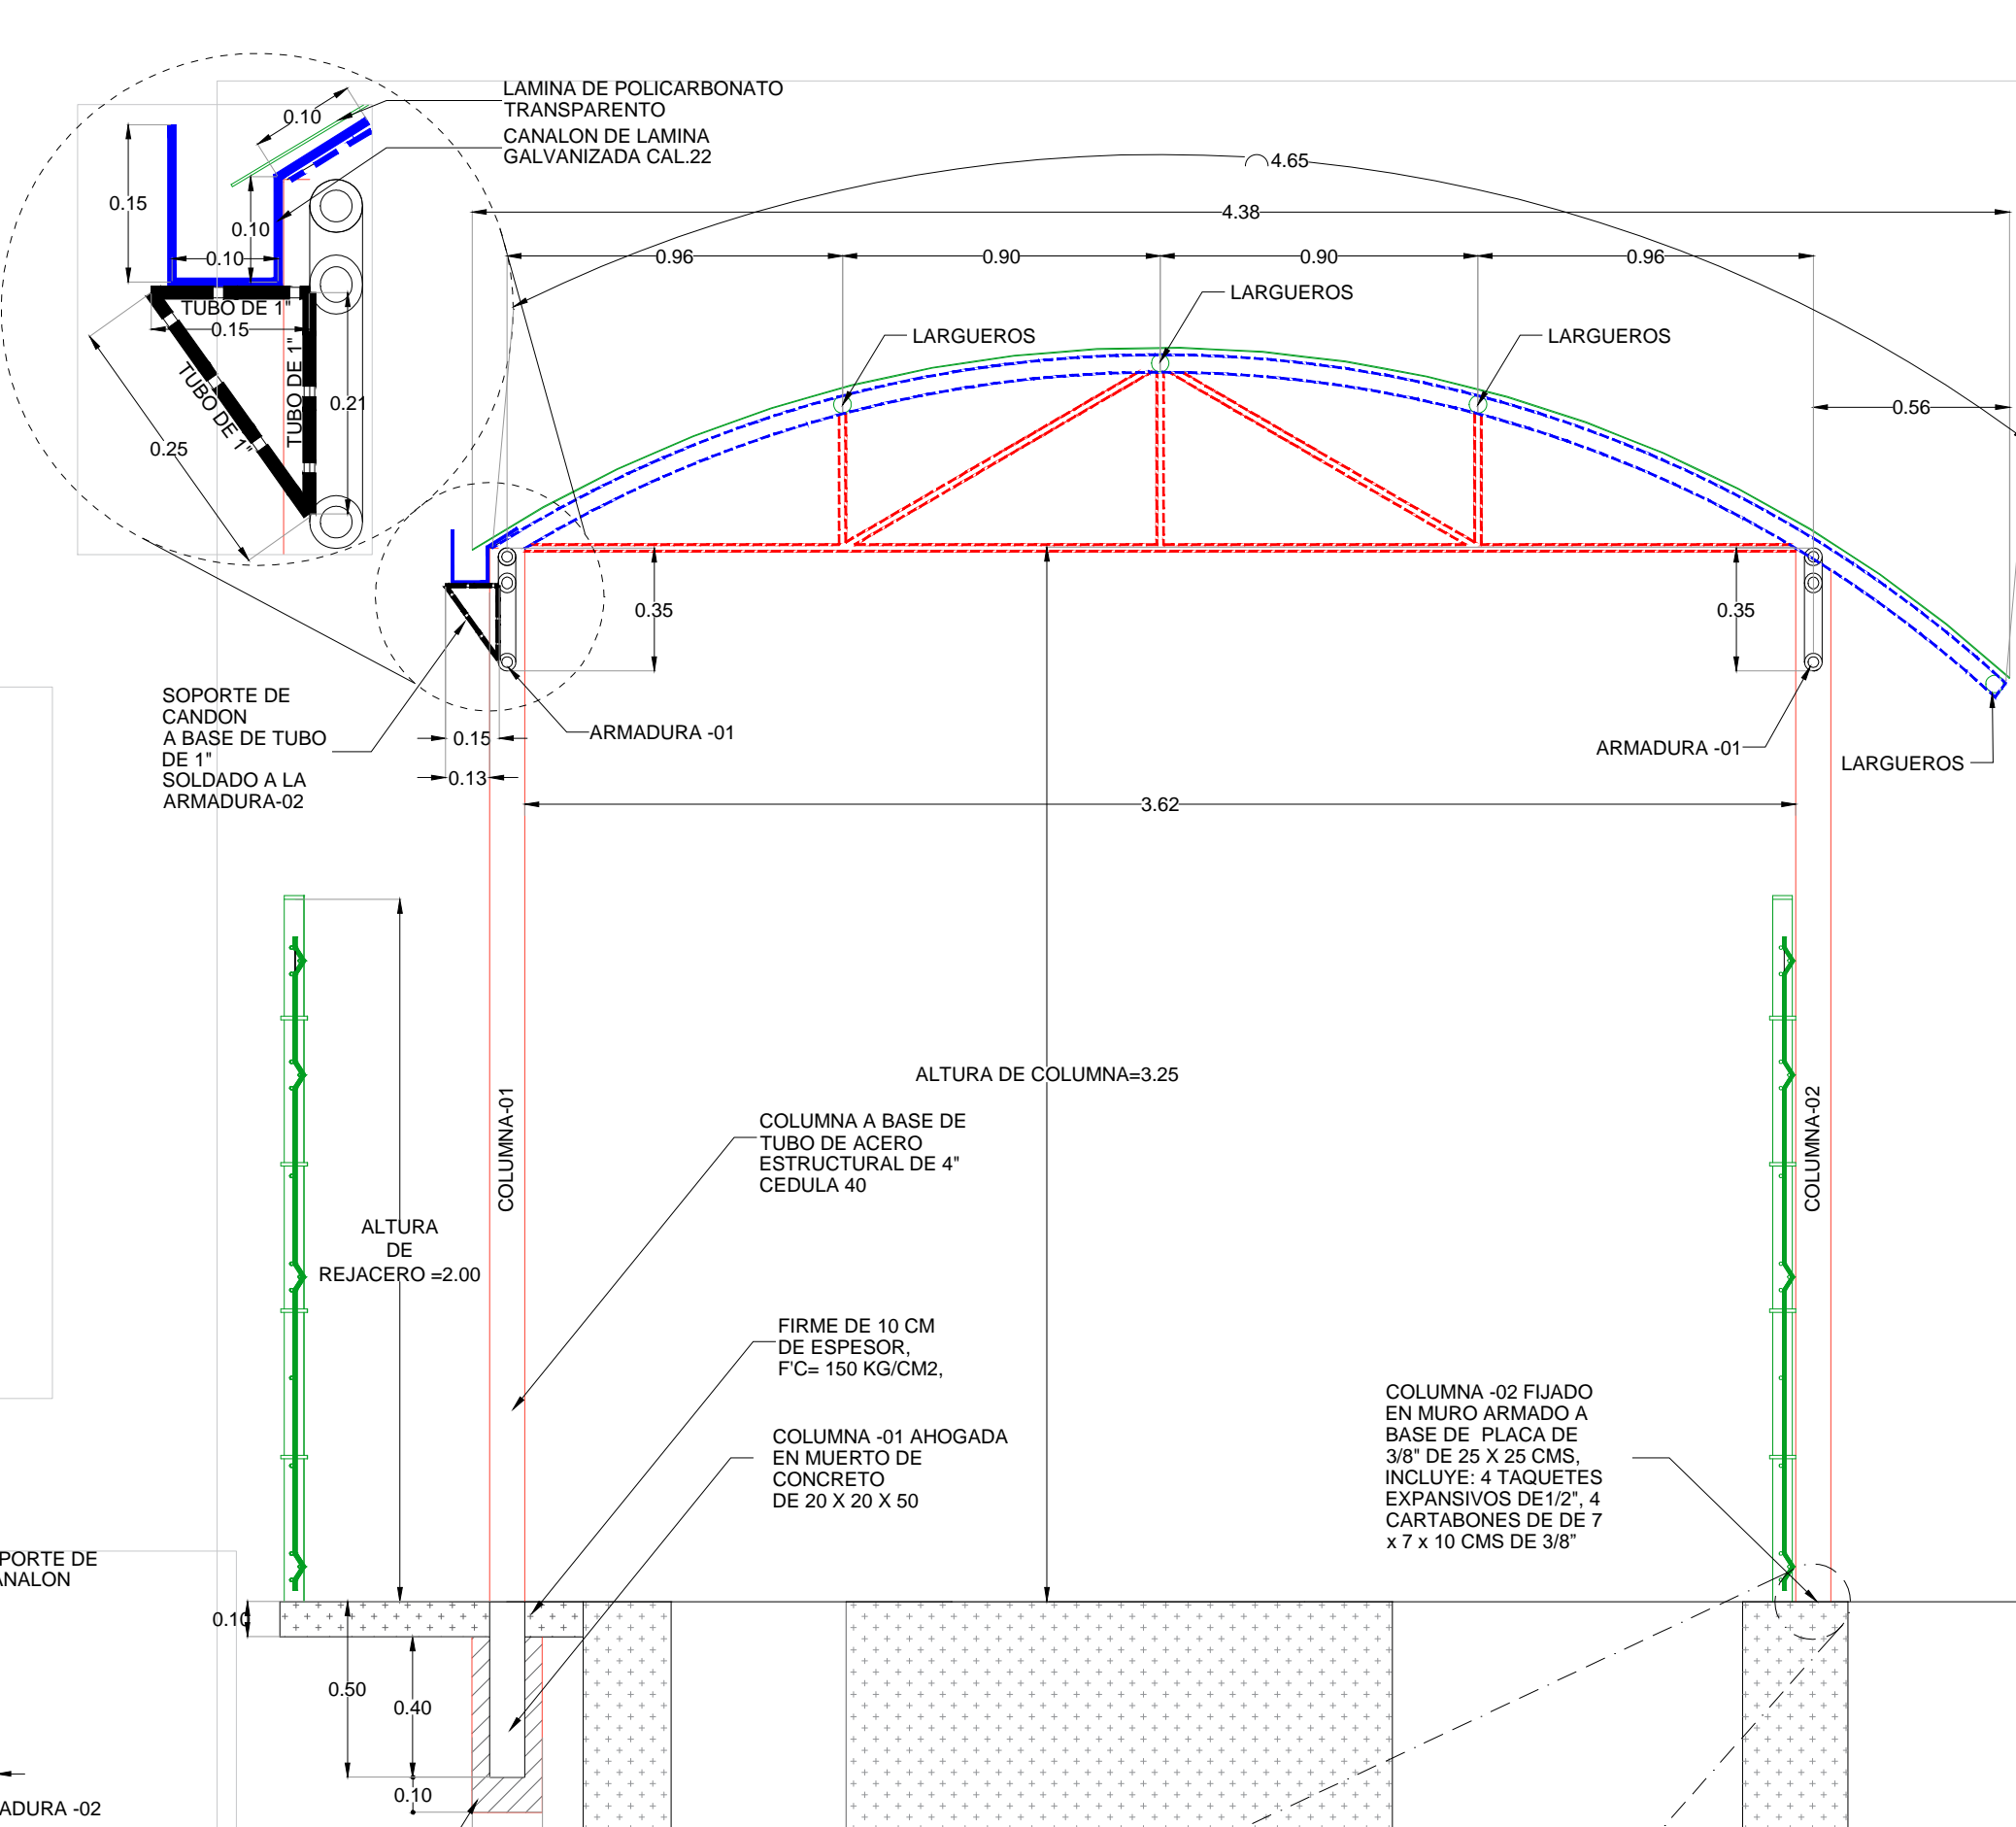 LAMINA DE POLICARBONATO
TRANSPARENTO
CANALON DE LAMINA
GALVANIZADA CAL.22
0.10
0.15
0.10
0.10
TUBO DE 1"
0.15
TUBO DE 1"
TUBO DE 1"
0.21
0.25
4.65
4.38
0.96
0.90
0.90
0.96
LARGUEROS
LARGUEROS
LARGUEROS
0.56
0.35
0.35
SOPORTE DE
CANDON
A BASE DE TUBO
DE 1"
SOLDADO A LA
ARMADURA-02
0.15
0.13
ARMADURA -01
ARMADURA -01
LARGUEROS
3.62
ALTURA DE COLUMNA=3.25
COLUMNA-01
COLUMNA-02
COLUMNA A BASE DE
TUBO DE ACERO
ESTRUCTURAL DE 4"
CEDULA 40
ALTURA
DE
REJACERO =2.00
FIRME DE 10 CM
DE ESPESOR,
F'C= 150 KG/CM2,
COLUMNA -01 AHOGADA
EN MUERTO DE
CONCRETO
DE 20 X 20 X 50
COLUMNA -02 FIJADO
EN MURO ARMADO A
BASE DE  PLACA DE
3/8" DE 25 X 25 CMS,
INCLUYE: 4 TAQUETES
EXPANSIVOS DE1/2", 4
CARTABONES DE DE 7
x 7 x 10 CMS DE 3/8”
PORTE DE
ANALON
0.10
0.50
0.40
0.10
ADURA -02